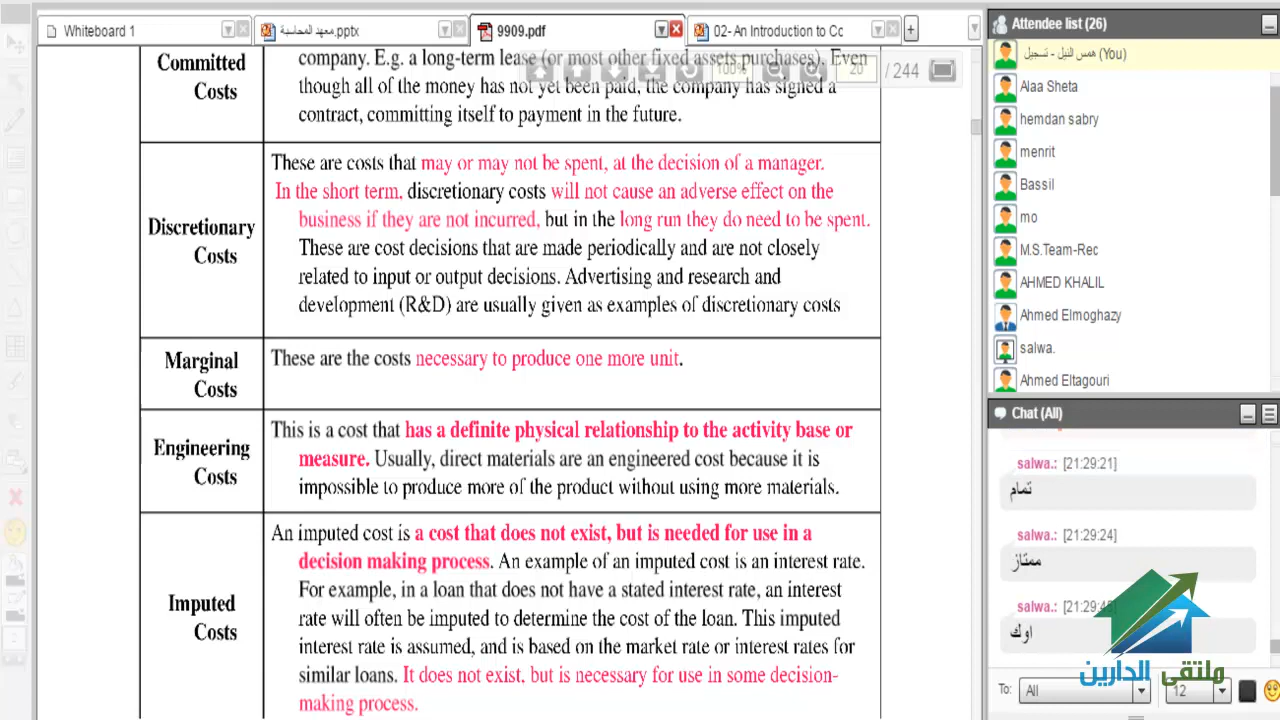 Whiteboard 1
معهد المحاسبة.pptx
9909.pdf
02- An Introduction to Cc
Committed
Costs
company. E.g. a long-term lease (or most other fixed assets purchases). Even
though all of the money has not yet been paid, the company has signed a
contract, committing itself to payment in the future.
100%
20
/ 244
Discretionary
Costs
These are costs that may or may not be spent, at the decision of a manager.
In the short term, discretionary costs will not cause an adverse effect on the
business if they are not incurred, but in the long run they do need to be spent.
These are cost decisions that are made periodically and are not closely
related to input or output decisions. Advertising and research and
development (R&D) are usually given as examples of discretionary costs
Marginal
Costs
These are the costs necessary to produce one more unit.
Engineering
Costs
This is a cost that has a definite physical relationship to the activity base or
measure. Usually, direct materials are an engineered cost because it is
impossible to produce more of the product without using more materials.
Imputed
Costs
An imputed cost is a cost that does not exist, but is needed for use in a
decision making process. An example of an imputed cost is an interest rate.
For example, in a loan that does not have a stated interest rate, an interest
rate will often be imputed to determine the cost of the loan. This imputed
interest rate is assumed, and is based on the market rate or interest rates for
similar loans. It does not exist, but is necessary for use in some decision-
making process.
Attendee list (26)
همس النيل - تسجيل (You)
Alaa Sheta
hemdan sabry
menrit
Bassil
mo
M.S.Team-Rec
AHMED KHALIL
Ahmed Elmoghazy
salwa.
Ahmed Eltagouri
Chat (All)
salwa.: [21:29:21]
تمام
salwa.: [21:29:24]
ممتاز
salwa.: [21:29:45]
اوك
ملتقى الدارين
To:
All
12